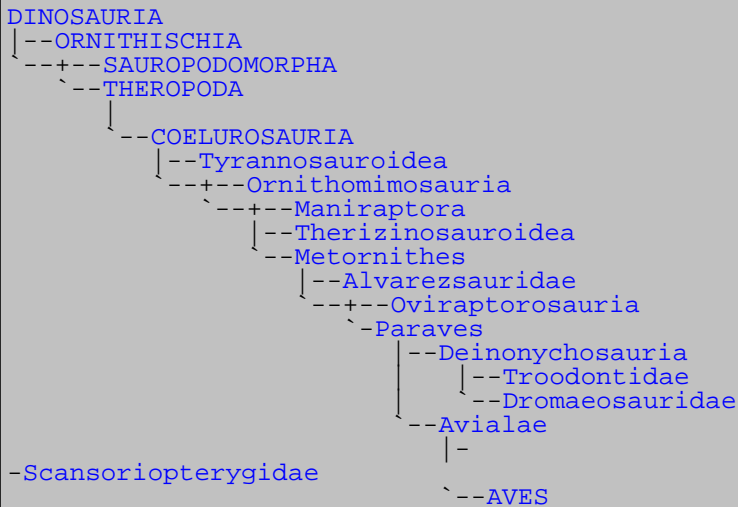 DINOSAURIA
|--ORNITHISCHIA
`--+--SAUROPODOMORPHA
   `--THEROPODA
       |
       `--COELUROSAURIA
          |--Tyrannosauroidea
          `--+--Ornithomimosauria
             `--+--Maniraptora
                |--Therizinosauroidea
                `--Metornithes
                   |--Alvarezsauridae
                   `--+--Oviraptorosauria
                      `-Paraves
                         |--Deinonychosauria
                         |   |--Troodontidae
                         |   `--Dromaeosauridae
                         `--Avialae
                            |-
-Scansoriopterygidae
                            `--AVES